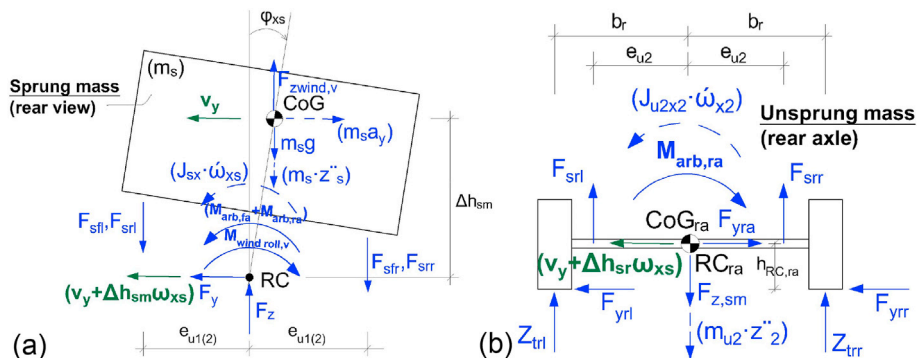 φxs
(ms)
Sprung mass
(rear view)
Fzwind,v
CoG
vy
(msay)
msg
(ms·z̈s)
(Jsx·ώxs)
(Marb,fa+Marb,ra)
Mwind roll,v
Δhsm
Fsfl,Fsrl
Fsfr,Fsrr
RC
(vy+Δhsmωxs)
Fy
Fz
eu1(2)
eu1(2)
(a)
br
br
eu2
eu2
(Ju2x2·ώx2)
Unsprung mass
(rear axle)
Marb,ra
Fsrl
Fsrr
CoGra
Fyra
(vy+Δhsrωxs)
RCra
hRC,ra
Fz,sm
Fyrl
Fyrr
(mu2·z̈2)
Ztrl
Ztrr
(b)